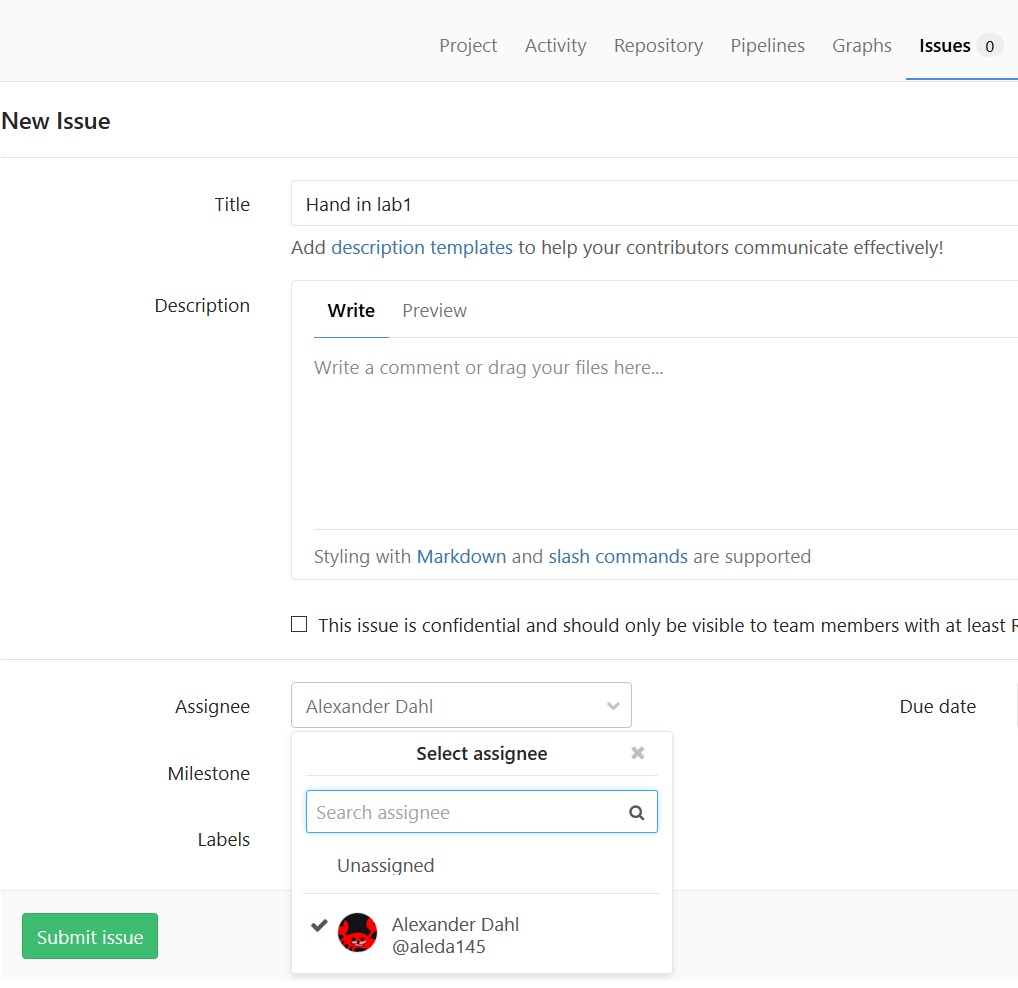 Project Activity Repository Pipelines Graphs Issues 0
New Issue
Title
Hand in lab1
Add description templates to help your contributors communicate effectively!
Description
Write Preview
Write a comment or drag your files here...
Styling with Markdown and slash commands are supported
This issue is confidential and should only be visible to team members with at least R
Assignee
Alexander Dahl
Due date
Select assignee
Milestone
Search assignee
Labels
Unassigned
Alexander Dahl
@aleda145
Submit issue